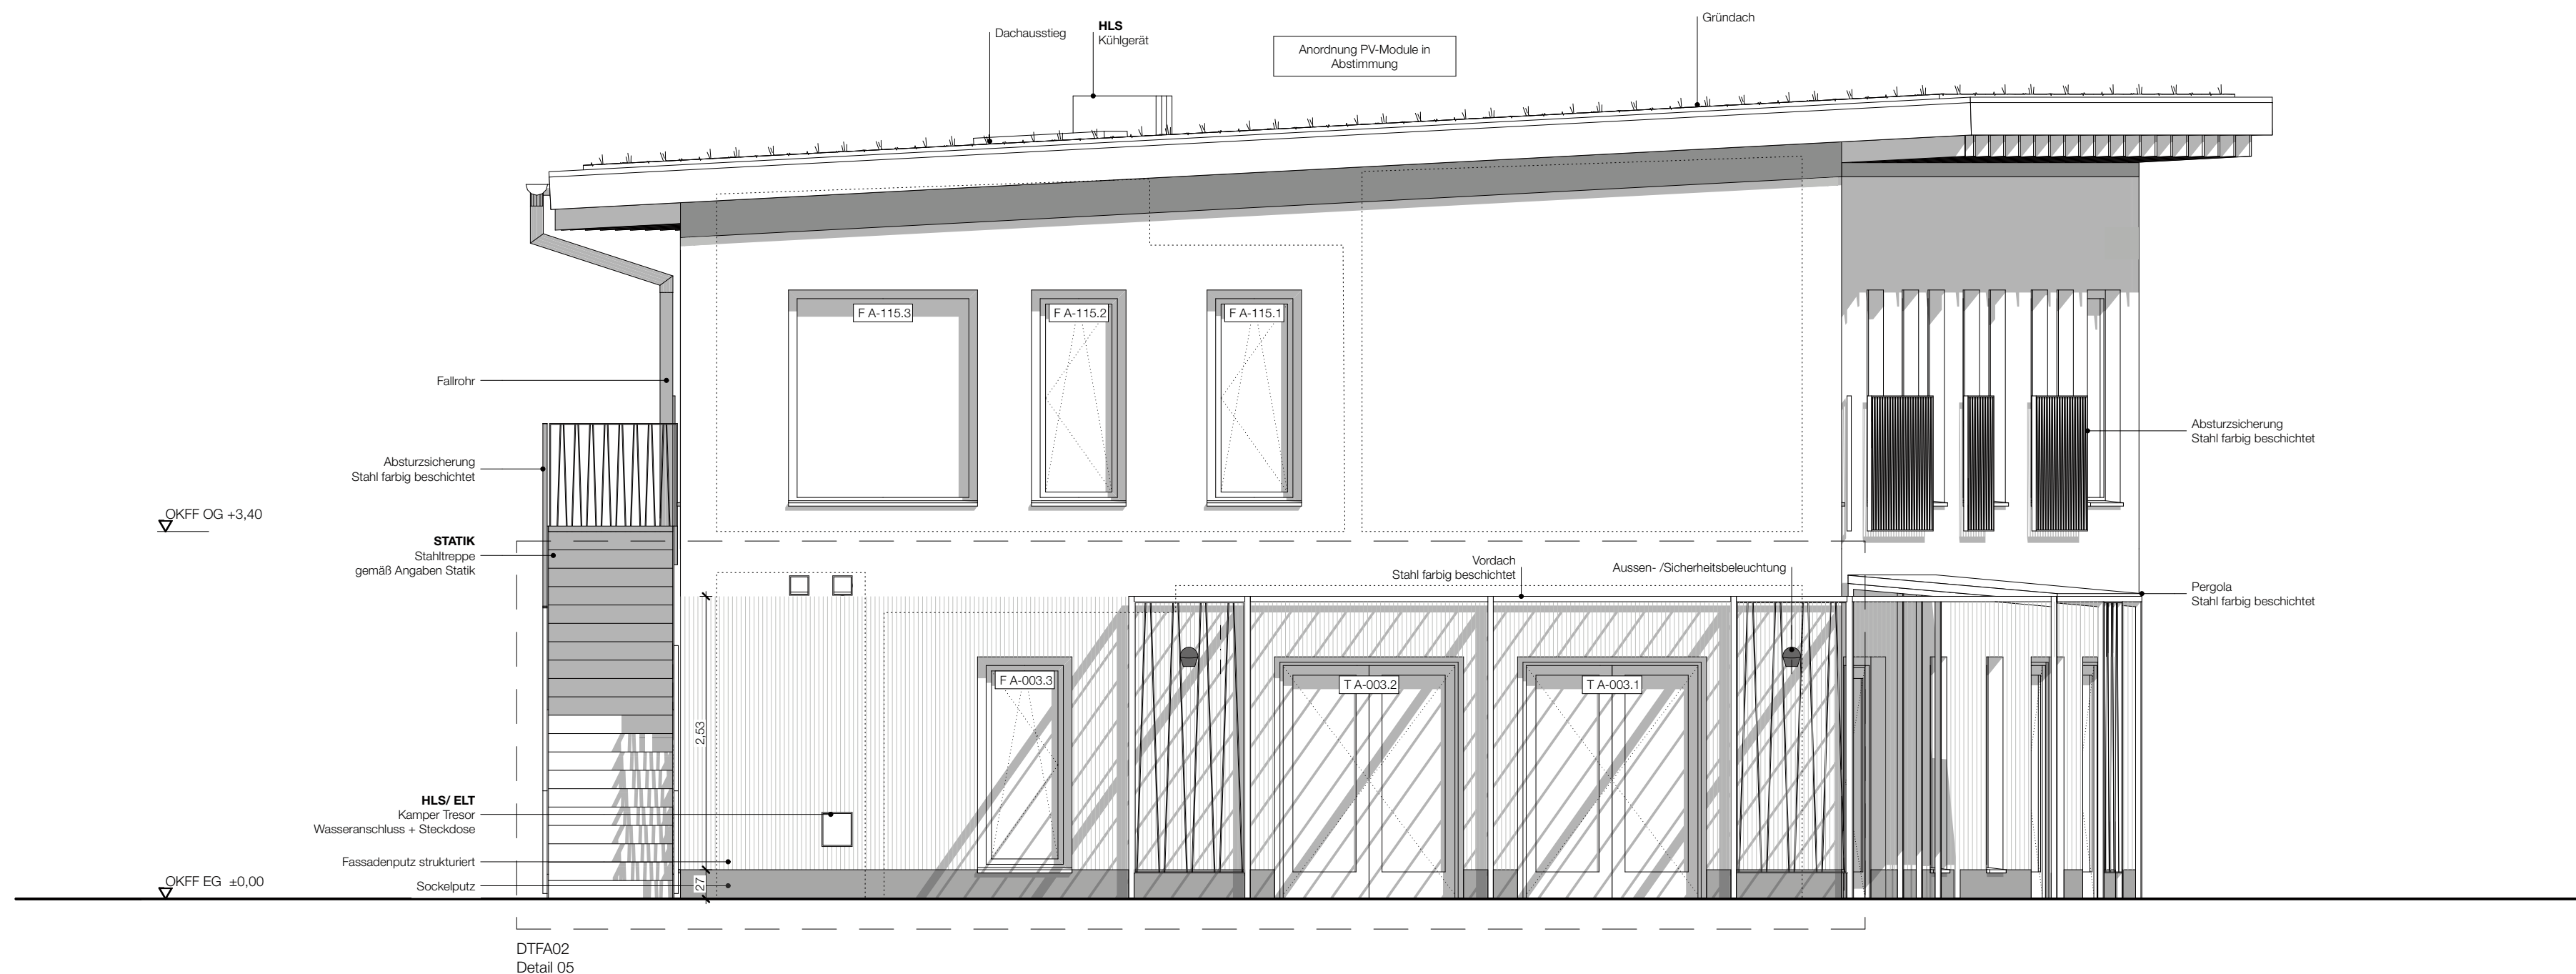 Gründach
HLS
Kühlgerät
Dachausstieg
Anordnung PV-Module in
Abstimmung
F A-115.3
F A-115.2
F A-115.1
Fallrohr
Absturzsicherung
Stahl farbig beschichtet
Absturzsicherung
Stahl farbig beschichtet
OKFF OG +3,40
STATIK
Stahltreppe
gemäß Angaben Statik
Vordach
Stahl farbig beschichtet
Aussen- /Sicherheitsbeleuchtung
Pergola
Stahl farbig beschichtet
F A-003.3
T A-003.2
T A-003.1
2,53
HLS/ ELT
Kamper Tresor
Wasseranschluss + Steckdose
Fassadenputz strukturiert
OKFF EG ±0,00
Sockelputz
27
DTFA02
Detail 05